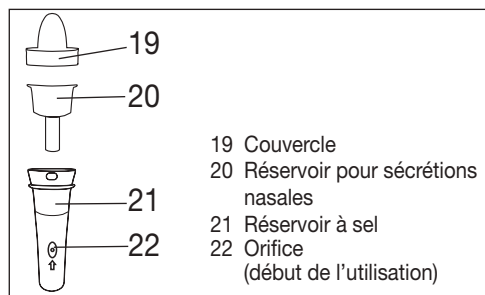 19
20
21
22
19 Couvercle
20 Réservoir pour sécrétions
nasales
21 Réservoir à sel
22 Orifice
(début de l'utilisation)